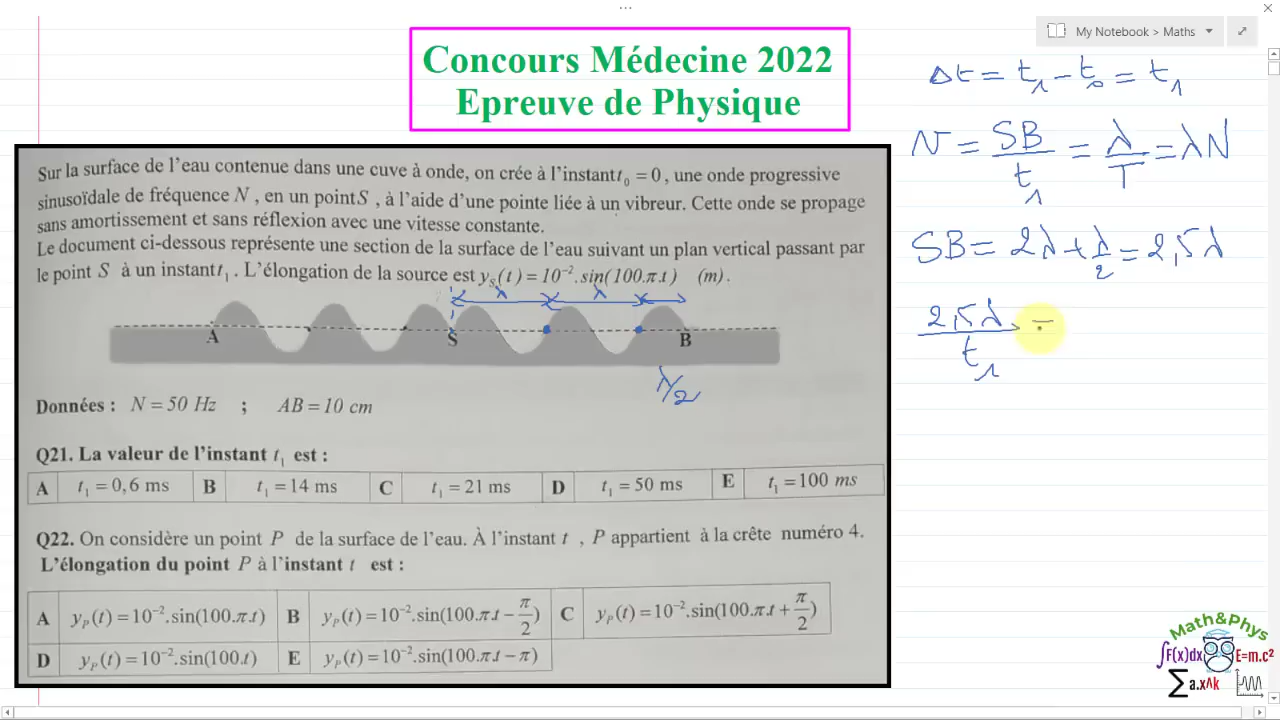 ...
My Notebook > Maths
Concours Médecine 2022
Epreuve de Physique
Δt = t₁ - t₀ = t₁
N = SB/t₁ = λ/T = λN
SB = 2λ + λ/2 = 2,5λ
2,5λ/t₁ =
Sur la surface de l'eau contenue dans une cuve à onde, on crée à l'instant t₀ = 0, une onde progressive
sinusoïdale de fréquence N, en un point S, à l'aide d'une pointe liée à un vibreur. Cette onde se propage
sans amortissement et sans réflexion avec une vitesse constante.
Le document ci-dessous représente une section de la surface de l'eau suivant un plan vertical passant par
le point S à un instant t₁. L'élongation de la source est yₛ(t) = 10⁻².sin(100.π.t) (m).
λ λ
A S B
λ/2
Données : N = 50 Hz ; AB = 10 cm
Q21. La valeur de l'instant t₁ est :
A t₁ = 0,6 ms B t₁ = 14 ms C t₁ = 21 ms D t₁ = 50 ms E t₁ = 100 ms
Q22. On considère un point P de la surface de l'eau. À l'instant t, P appartient à la crête numéro 4.
L'élongation du point P à l'instant t est :
A y_P(t) = 10⁻².sin(100.π.t) B y_P(t) = 10⁻².sin(100.π.t - π/2) C y_P(t) = 10⁻².sin(100.π.t + π/2)
D y_P(t) = 10⁻².sin(100.t) E y_P(t) = 10⁻².sin(100.π.t - π)
Math&Phys
∫F(x)dx E=m.c²
∑ a.x^k